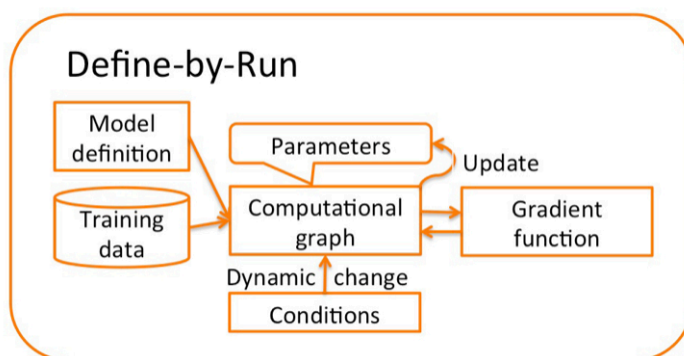 Define-by-Run
Model
definition
Parameters
Update
Training
data
Computational
graph
Gradient
function
Dynamic change
Conditions